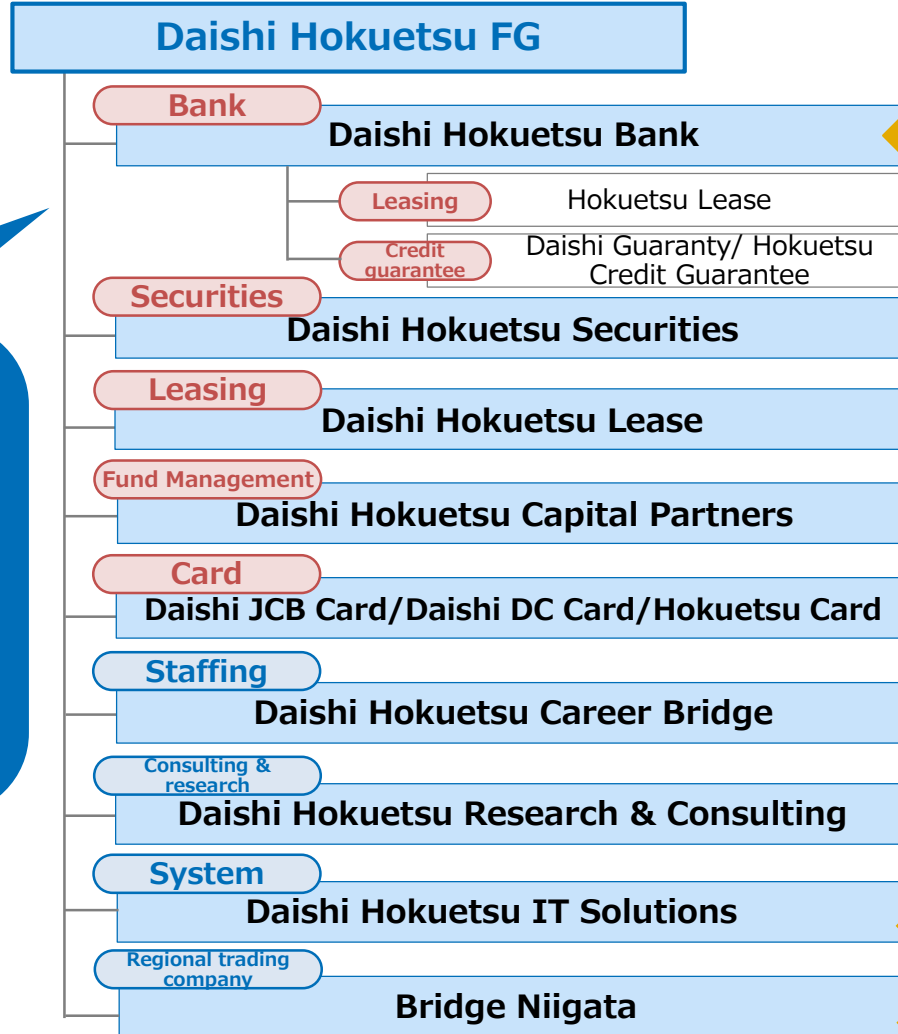 Daishi Hokuetsu FG
Bank
Daishi Hokuetsu Bank
Leasing
Hokuetsu Lease
Credit
guarantee
Daishi Guaranty/ Hokuetsu
Credit Guarantee
Securities
Daishi Hokuetsu Securities
Leasing
Daishi Hokuetsu Lease
Fund Management
Daishi Hokuetsu Capital Partners
Card
Daishi JCB Card/Daishi DC Card/Hokuetsu Card
Staffing
Daishi Hokuetsu Career Bridge
Consulting &
research
Daishi Hokuetsu Research & Consulting
System
Daishi Hokuetsu IT Solutions
Regional trading
company
Bridge Niigata